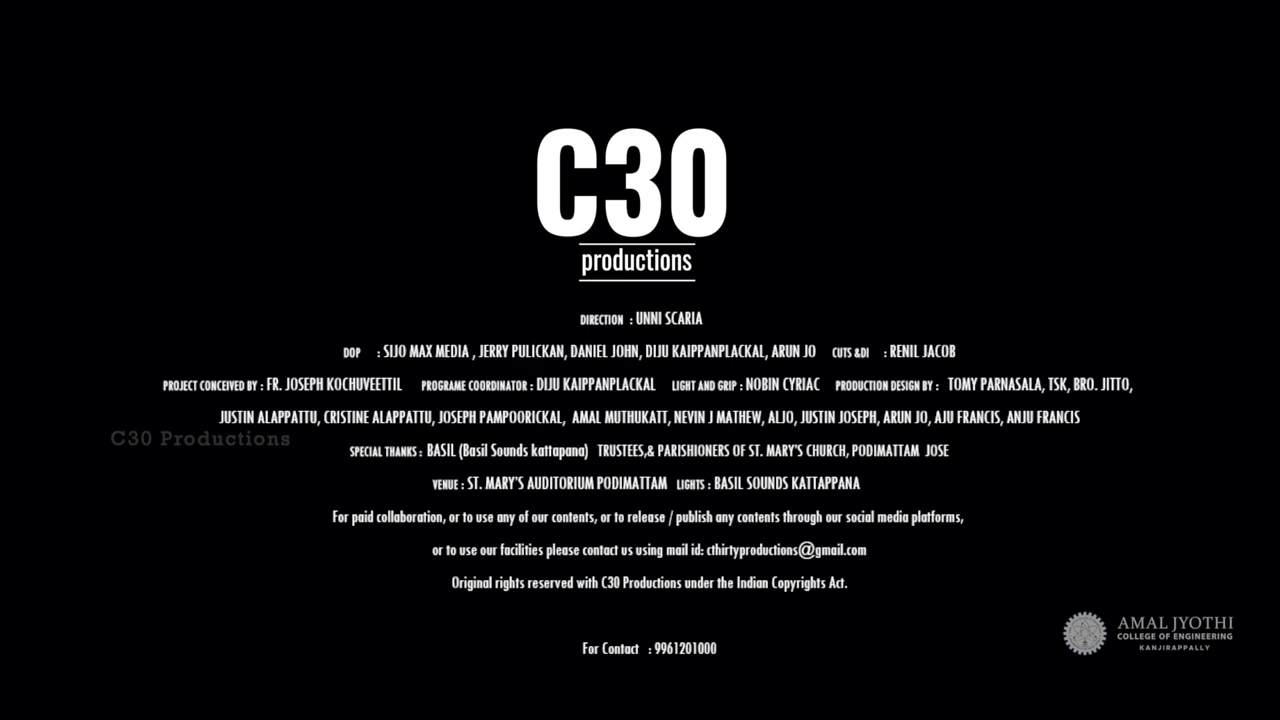 C30
productions
DIRECTION : UNNI SCARIA
DOP : SIJO MAX MEDIA , JERRY PULICKAN, DANIEL JOHN, DIJU KAIPPANPLACKAL, ARUN JO CUTS &DI : RENIL JACOB
PROJECT CONCEIVED BY : FR. JOSEPH KOCHUVEETTIL PROGRAME COORDINATOR : DIJU KAIPPANPLACKAL LIGHT AND GRIP : NOBIN CYRIAC PRODUCTION DESIGN BY : TOMY PARNASALA, TSK, BRO. JITTO,
JUSTIN ALAPPATTU, CRISTINE ALAPPATTU, JOSEPH PAMPOORICKAL, AMAL MUTHUKATT, NEVIN J MATHEW, ALJO, JUSTIN JOSEPH, ARUN JO, AJU FRANCIS, ANJU FRANCIS
C30 Productions
SPECIAL THANKS : BASIL (Basil Sounds kattapana) TRUSTEES,& PARISHIONERS OF ST. MARY'S CHURCH, PODIMATTAM JOSE
VENUE : ST. MARY'S AUDITORIUM PODIMATTAM LIGHTS : BASIL SOUNDS KATTAPPANA
For paid collaboration, or to use any of our contents, or to release / publish any contents through our social media platforms,
or to use our facilities please contact us using mail id: cthirtyproductions@gmail.com
Original rights reserved with C30 Productions under the Indian Copyrights Act.
AMAL JYOTHI
COLLEGE OF ENGINEERING
KANJIRAPPALLY
For Contact : 9961201000